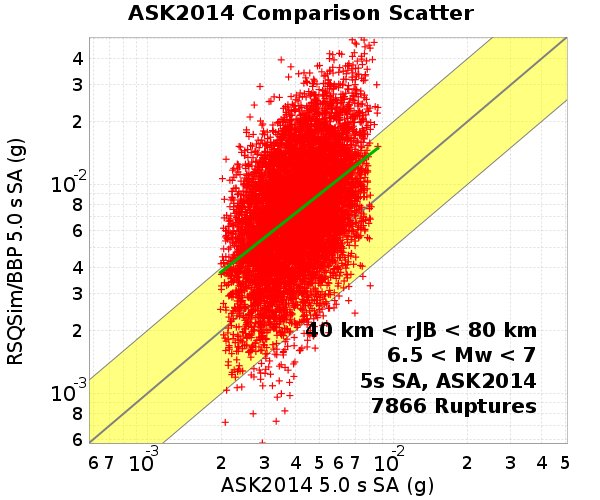 ASK2014 Comparison Scatter
RSQSim/BBP 5.0 s SA (g)
4
3
2
10-2
8
6
4
3
2
10-3
8
6
40 km < rJB < 80 km
6.5 < Mw < 7
5s SA, ASK2014
7866 Ruptures
6 7 10-3 2 3 4 5 6 7 10-2 2 3 4 5
ASK2014 5.0 s SA (g)